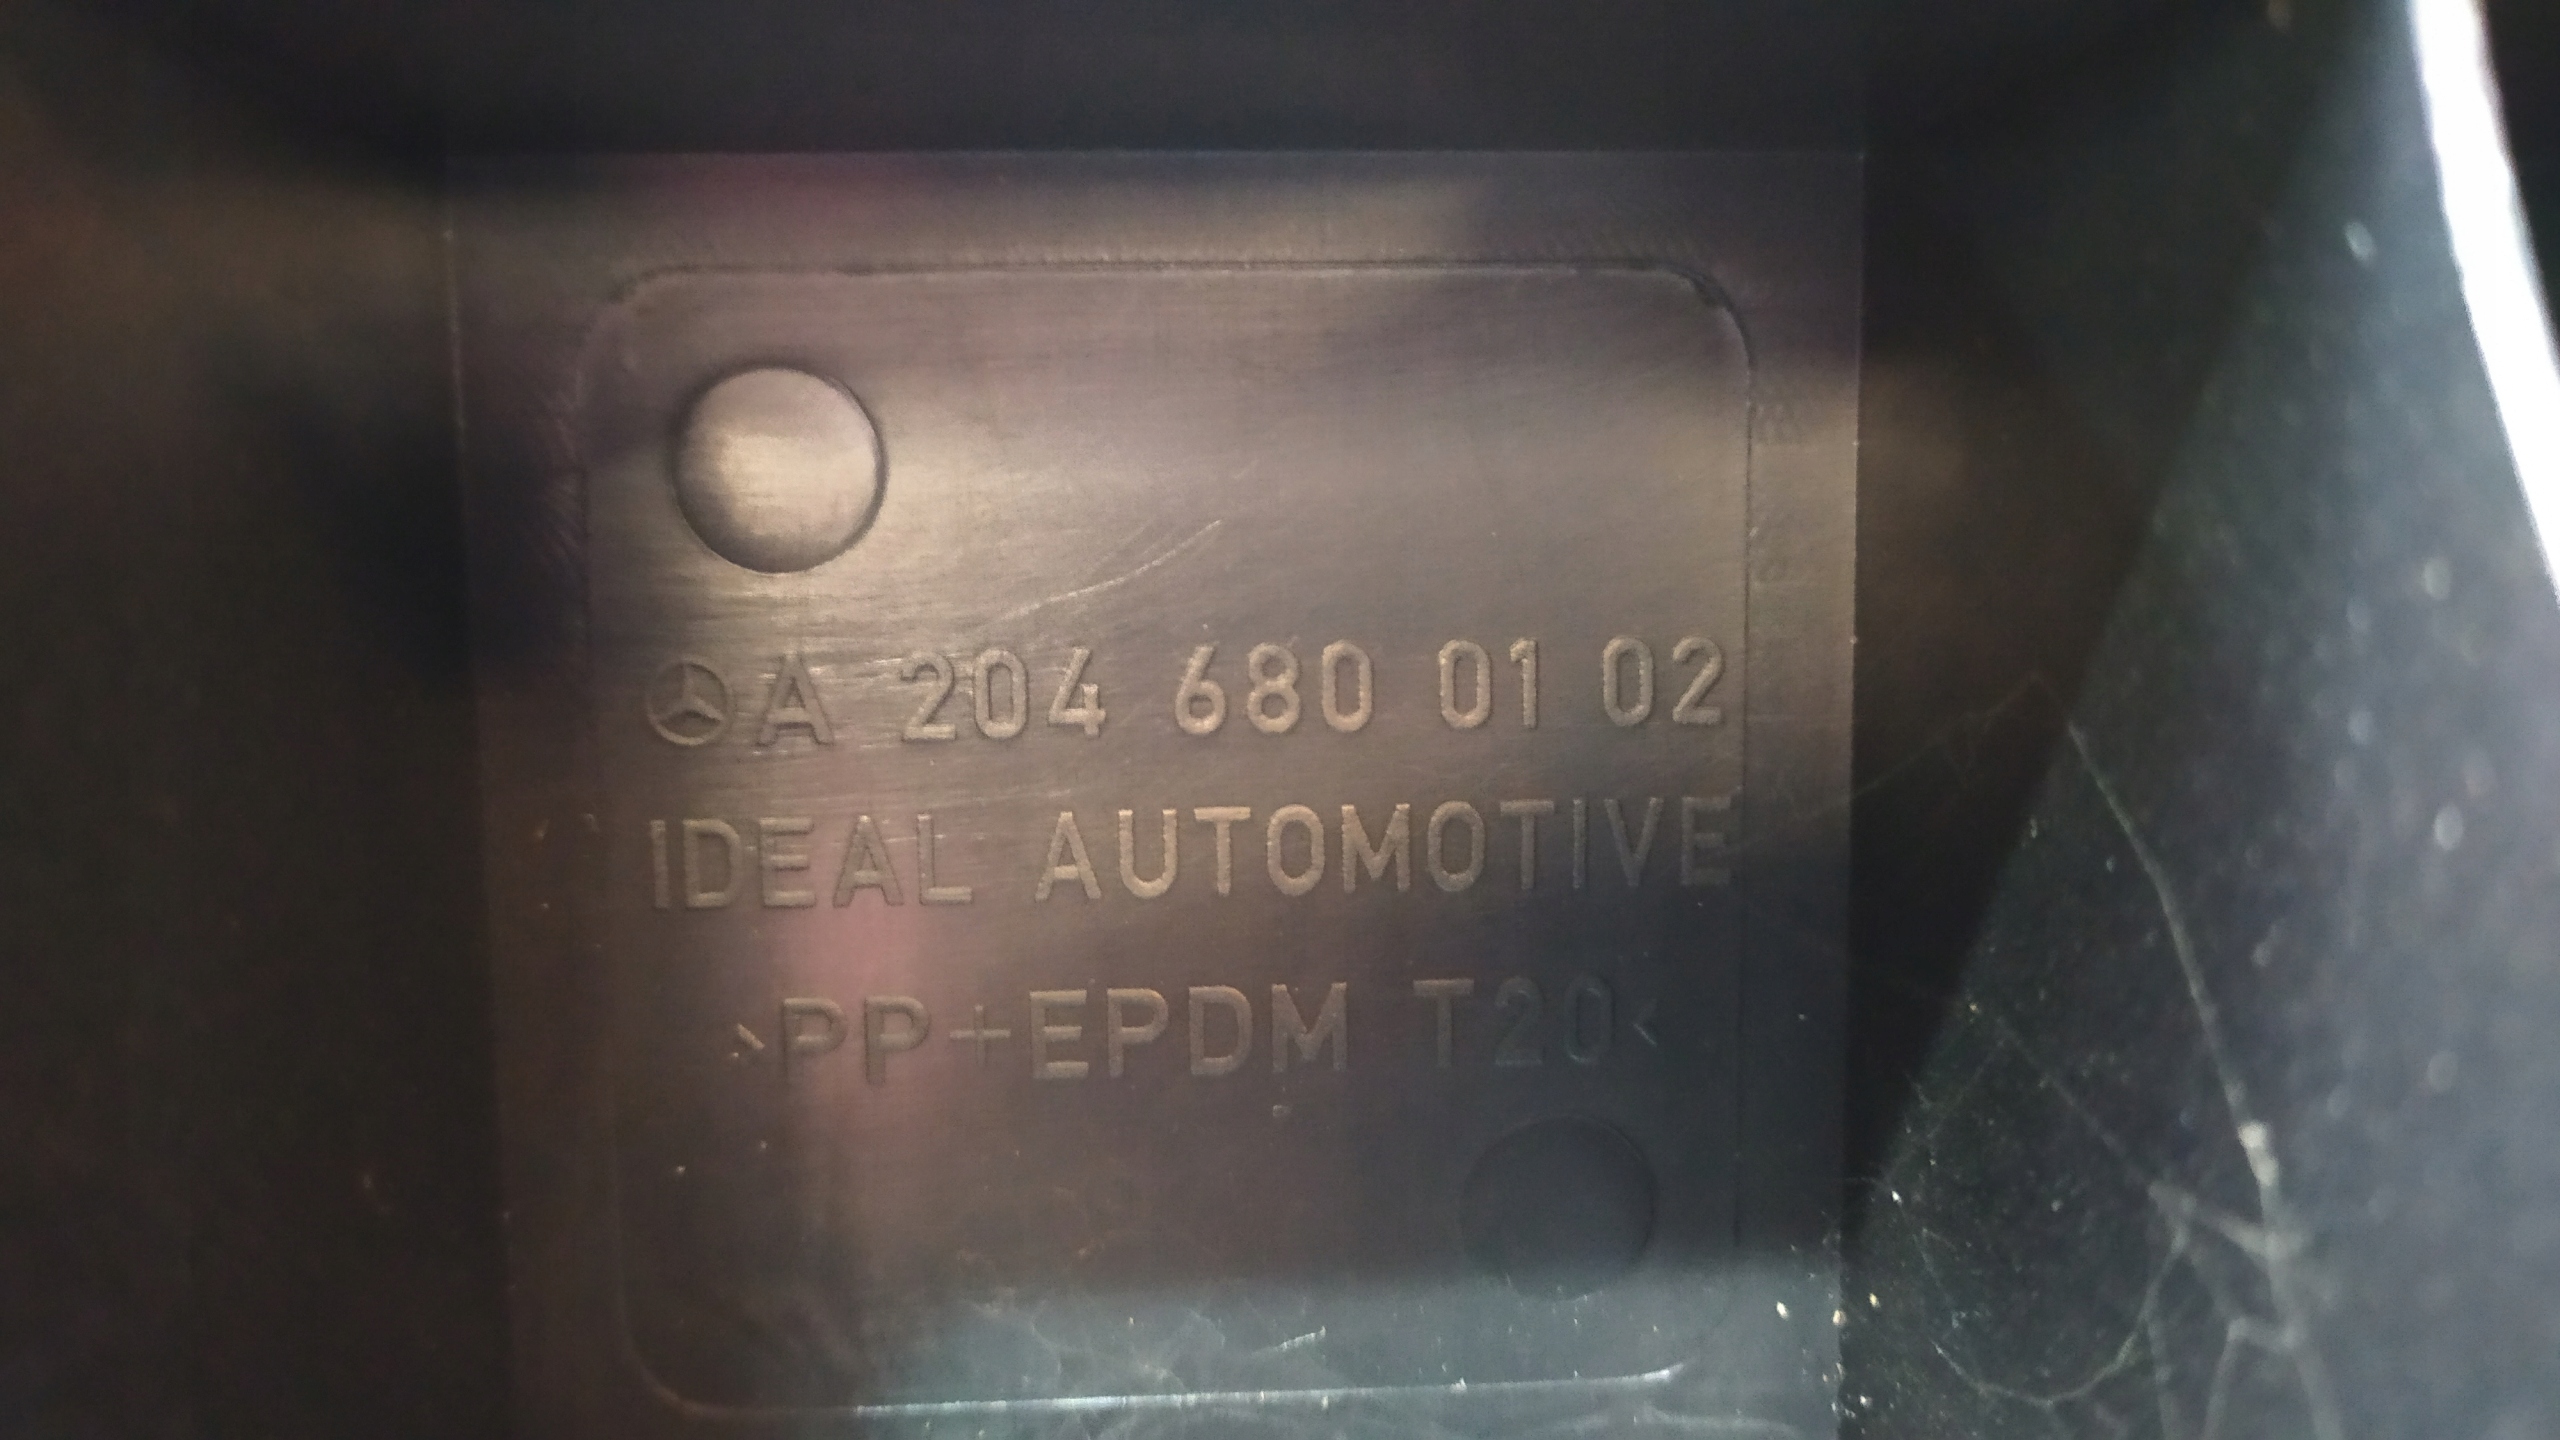 A 204 680 01 02
IDEAL AUTOMOTIVE
>PP+EPDM T20<